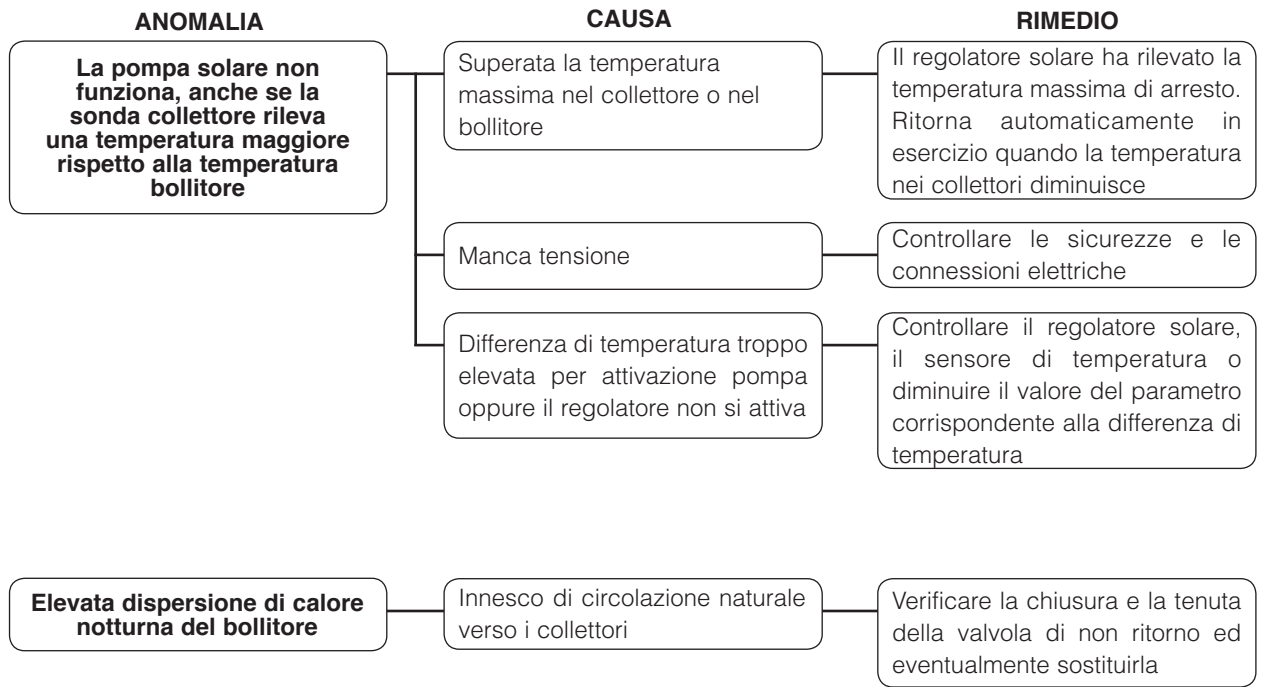 ANOMALIA
CAUSA
RIMEDIO
La pompa solare non
funziona, anche se la
sonda collettore rileva
una temperatura maggiore
rispetto alla temperatura
bollitore
Superata la temperatura
massima nel collettore o nel
bollitore
Il regolatore solare ha rilevato la
temperatura massima di arresto.
Ritorna automaticamente in
esercizio quando la temperatura
nei collettori diminuisce
Manca tensione
Controllare le sicurezze e le
connessioni elettriche
Differenza di temperatura troppo
elevata per attivazione pompa
oppure il regolatore non si attiva
Controllare il regolatore solare,
il sensore di temperatura o
diminuire il valore del parametro
corrispondente alla differenza di
temperatura
Elevata dispersione di calore
notturna del bollitore
Innesco di circolazione naturale
verso i collettori
Verificare la chiusura e la tenuta
della valvola di non ritorno ed
eventualmente sostituirla